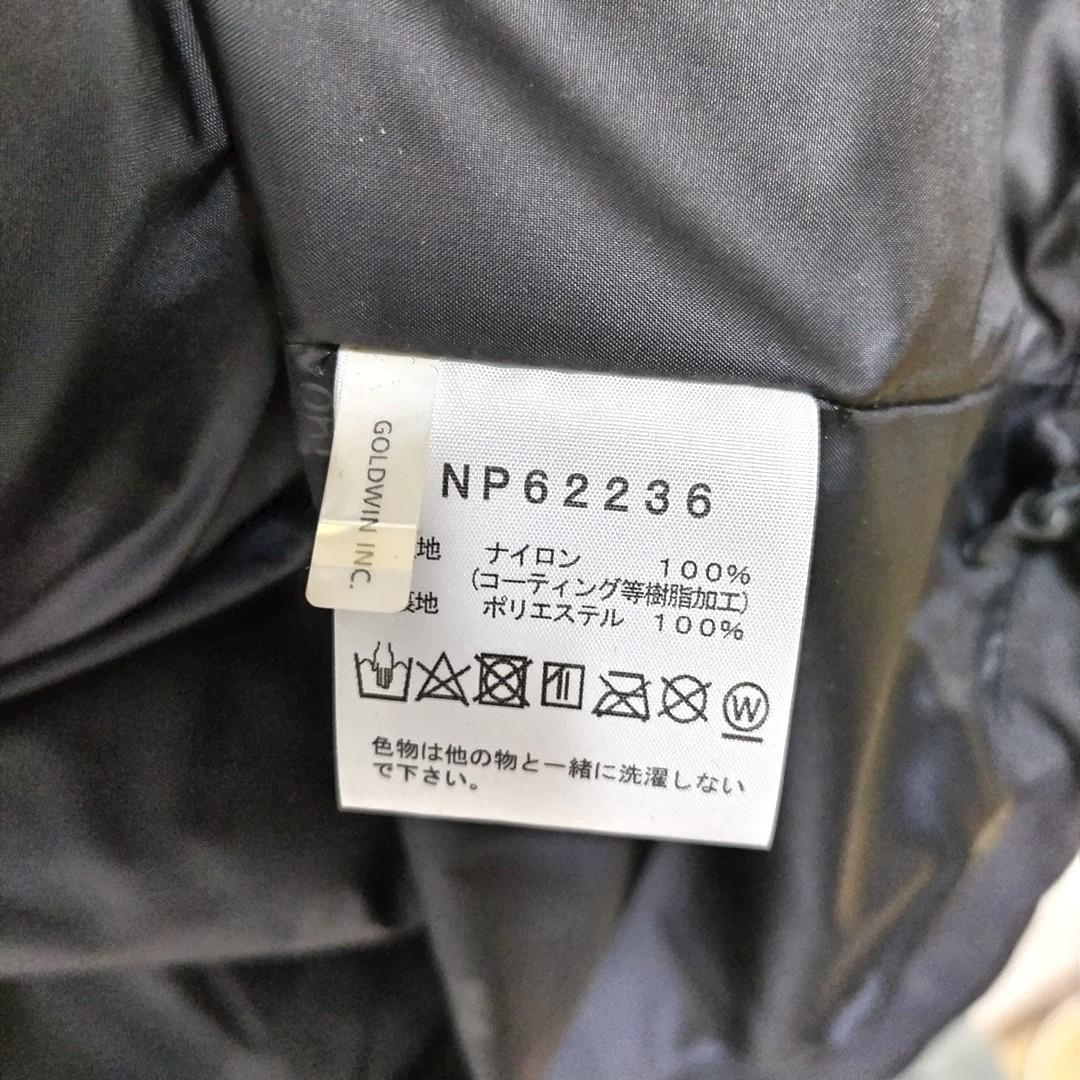 GOLDWIN INC.
NP62236
地 ナイロン 100%
(コーティング等樹脂加工)
裏地 ポリエステル 100%
W
色物は他の物と一緒に洗濯しない
で下さい。